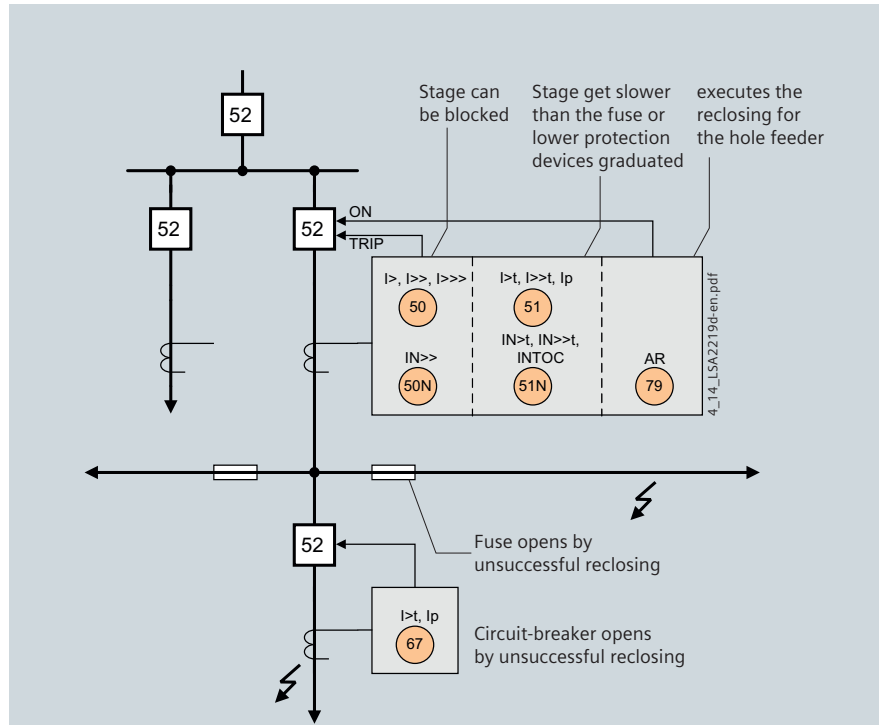 Stage can
be blocked
Stage get slower
than the fuse or
lower protection
devices graduated
executes the
reclosing for
the hole feeder
52
52
52
ON
TRIP
I>, I>>, I>>>
50
IN>>
50N
I>t, I>>t, Ip
51
IN>t, IN>>t,
INTOC
51N
AR
79
4_14_LSA2219d-en.pdf
52
Fuse opens by
unsuccessful reclosing
I>t, Ip
67
Circuit-breaker opens
by unsuccessful reclosing